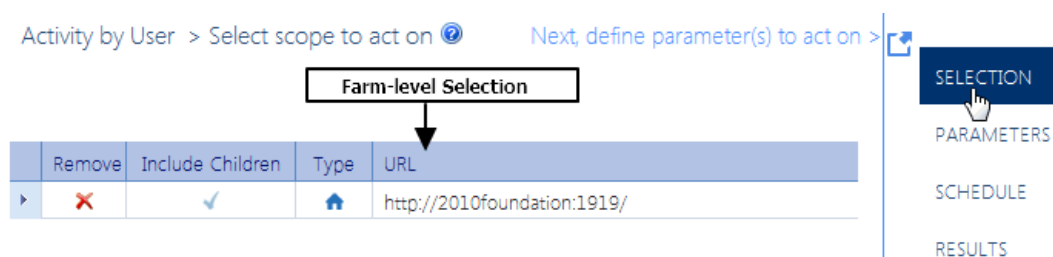 Activity by User > Select scope to act on ? Next, define parameter(s) to act on >
Farm-level Selection
Remove Include Children Type URL
http://2010foundation:1919/
SELECTION
PARAMETERS
SCHEDULE
RESULTS